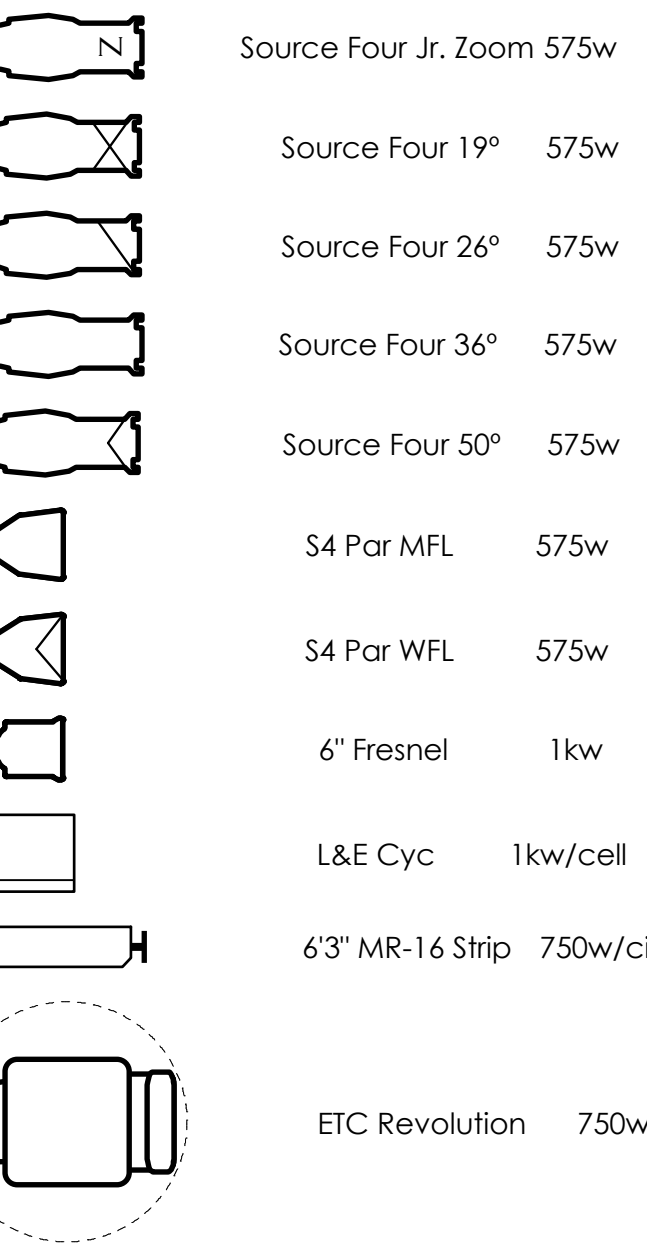 Z
Source Four Jr. Zoom 575w
Source Four 19º 575w
Source Four 26º 575w
Source Four 36º 575w
Source Four 50º 575w
S4 Par MFL 575w
S4 Par WFL 575w
6" Fresnel 1kw
L&E Cyc 1kw/cell
6'3" MR-16 Strip 750w/ci
ETC Revolution 750w